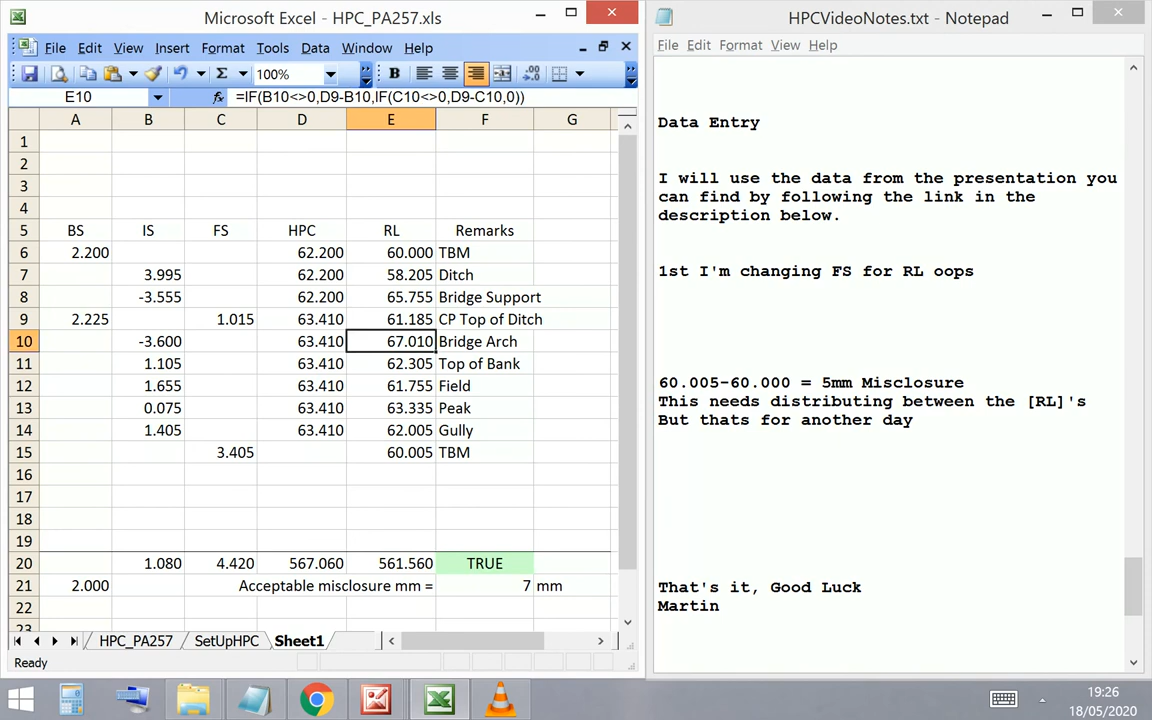 Microsoft Excel - HPC_PA257.xls
File Edit View Insert Format Tools Data Window Help
Σ 100% B
E10 fx =IF(B10<>0,D9-B10,IF(C10<>0,D9-C10,0))
A B C D E F G
1
2
3
4
5 BS IS FS HPC RL Remarks
6 2.200 62.200 60.000 TBM
7 3.995 62.200 58.205 Ditch
8 -3.555 62.200 65.755 Bridge Support
9 2.225 1.015 63.410 61.185 CP Top of Ditch
10 -3.600 63.410 67.010 Bridge Arch
11 1.105 63.410 62.305 Top of Bank
12 1.655 63.410 61.755 Field
13 0.075 63.410 63.335 Peak
14 1.405 63.410 62.005 Gully
15 3.405 60.005 TBM
16
17
18
19
20 1.080 4.420 567.060 561.560 TRUE
21 2.000 Acceptable misclosure mm = 7 mm
22
23
HPC_PA257 SetUpHPC Sheet1
Ready
HPCVideoNotes.txt - Notepad
File Edit Format View Help
Data Entry
I will use the data from the presentation you
can find by following the link in the
description below.
1st I'm changing FS for RL oops
60.005-60.000 = 5mm Misclosure
This needs distributing between the [RL]'s
But thats for another day
That's it, Good Luck
Martin
19:26
18/05/2020